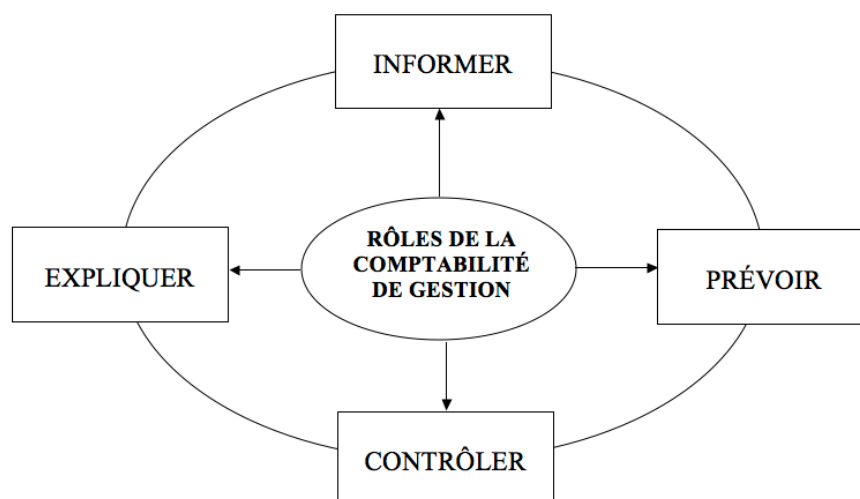 INFORMER
RÔLES DE LA
COMPTABILITÉ
DE GESTION
EXPLIQUER
PRÉVOIR
CONTRÔLER